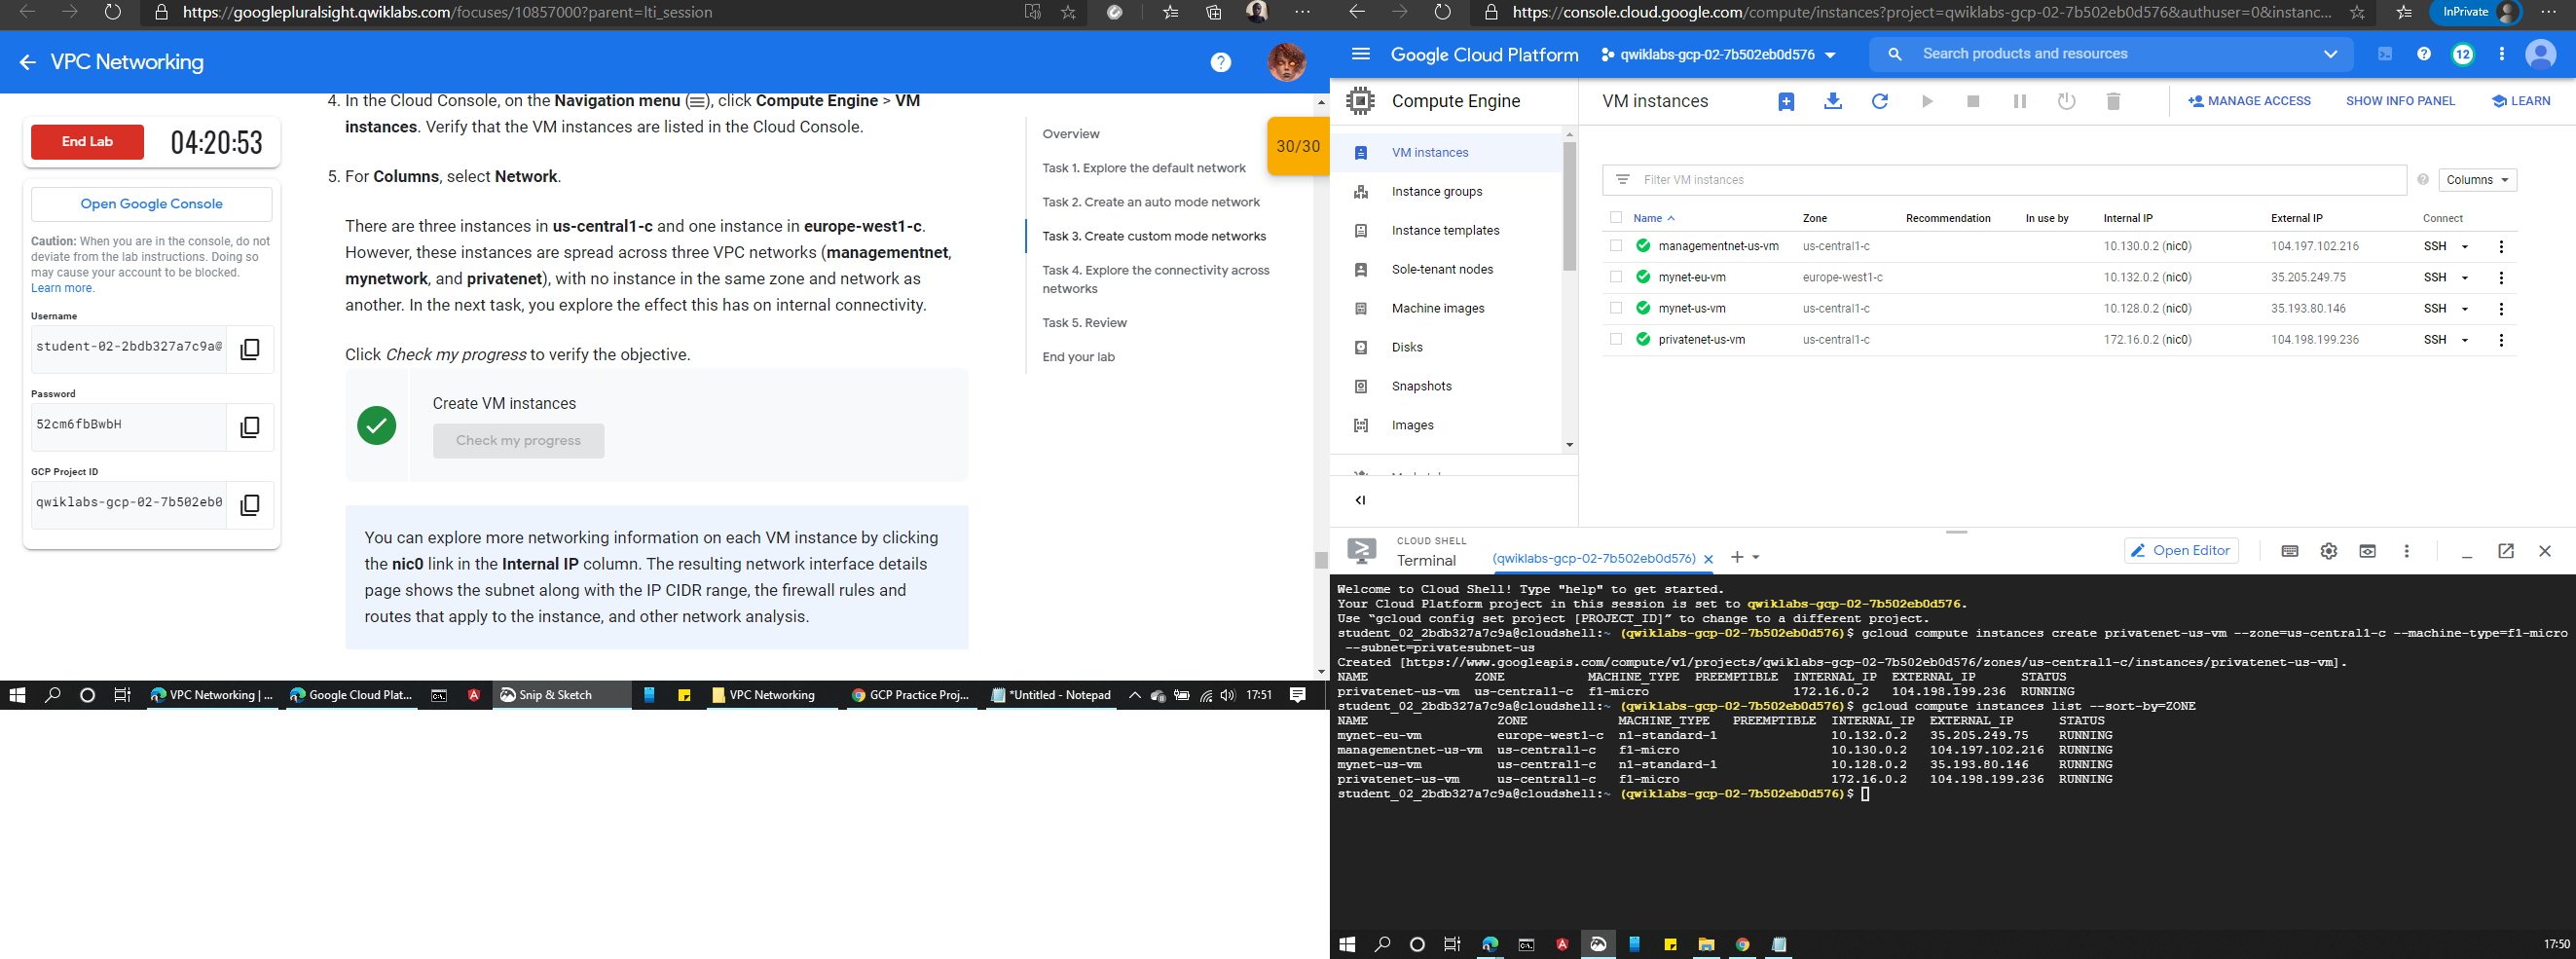 https://googlepluralsight.qwiklabs.com/focuses/10857000?parent=lti_session
VPC Networking
End Lab
04:20:53
Open Google Console
Caution: When you are in the console, do not
deviate from the lab instructions. Doing so
may cause your account to be blocked.
Learn more.
Username
student-02-2bdb327a7c9a@
Password
52cm6fbBwbH
GCP Project ID
qwiklabs-gcp-02-7b502eb0
4. In the Cloud Console, on the Navigation menu (), click Compute Engine > VM
instances. Verify that the VM instances are listed in the Cloud Console.
5. For Columns, select Network.
There are three instances in us-central1-c and one instance in europe-west1-c.
However, these instances are spread across three VPC networks (managementnet,
mynetwork, and privatenet), with no instance in the same zone and network as
another. In the next task, you explore the effect this has on internal connectivity.
Click Check my progress to verify the objective.
Create VM instances
Check my progress
You can explore more networking information on each VM instance by clicking
the nic0 link in the Internal IP column. The resulting network interface details
page shows the subnet along with the IP CIDR range, the firewall rules and
routes that apply to the instance, and other network analysis.
Overview
Task 1. Explore the default network
Task 2. Create an auto mode network
Task 3. Create custom mode networks
Task 4. Explore the connectivity across
networks
Task 5. Review
End your lab
30/30
VPC Networking | ...
Google Cloud Plat...
Snip & Sketch
VPC Networking
GCP Practice Proj...
*Untitled - Notepad
17:51
https://console.cloud.google.com/compute/instances?project=qwiklabs-gcp-02-7b502eb0d576&authuser=0&instanc...
InPrivate
Google Cloud Platform
qwiklabs-gcp-02-7b502eb0d576
Search products and resources
12
Compute Engine
VM instances
MANAGE ACCESS
SHOW INFO PANEL
LEARN
VM instances
Instance groups
Instance templates
Sole-tenant nodes
Machine images
Disks
Snapshots
Images
Filter VM instances
Columns
Name Zone Recommendation In use by Internal IP External IP Connect
managementnet-us-vm us-central1-c 10.130.0.2 (nic0) 104.197.102.216 SSH
mynet-eu-vm europe-west1-c 10.132.0.2 (nic0) 35.205.249.75 SSH
mynet-us-vm us-central1-c 10.128.0.2 (nic0) 35.193.80.146 SSH
privatenet-us-vm us-central1-c 172.16.0.2 (nic0) 104.198.199.236 SSH
CLOUD SHELL
Terminal
(qwiklabs-gcp-02-7b502eb0d576)
Open Editor
Welcome to Cloud Shell! Type "help" to get started.
Your Cloud Platform project in this session is set to qwiklabs-gcp-02-7b502eb0d576.
Use “gcloud config set project [PROJECT_ID]” to change to a different project.
student_02_2bdb327a7c9a@cloudshell:~ (qwiklabs-gcp-02-7b502eb0d576)$ gcloud compute instances create privatenet-us-vm --zone=us-central1-c --machine-type=f1-micro
--subnet=privatesubnet-us
Created [https://www.googleapis.com/compute/v1/projects/qwiklabs-gcp-02-7b502eb0d576/zones/us-central1-c/instances/privatenet-us-vm].
NAME ZONE MACHINE_TYPE PREEMPTIBLE INTERNAL_IP EXTERNAL_IP STATUS
privatenet-us-vm us-central1-c f1-micro 172.16.0.2 104.198.199.236 RUNNING
student_02_2bdb327a7c9a@cloudshell:~ (qwiklabs-gcp-02-7b502eb0d576)$ gcloud compute instances list --sort-by=ZONE
NAME ZONE MACHINE_TYPE PREEMPTIBLE INTERNAL_IP EXTERNAL_IP STATUS
mynet-eu-vm europe-west1-c n1-standard-1 10.132.0.2 35.205.249.75 RUNNING
managementnet-us-vm us-central1-c f1-micro 10.130.0.2 104.197.102.216 RUNNING
mynet-us-vm us-central1-c n1-standard-1 10.128.0.2 35.193.80.146 RUNNING
privatenet-us-vm us-central1-c f1-micro 172.16.0.2 104.198.199.236 RUNNING
student_02_2bdb327a7c9a@cloudshell:~ (qwiklabs-gcp-02-7b502eb0d576)$
17:50